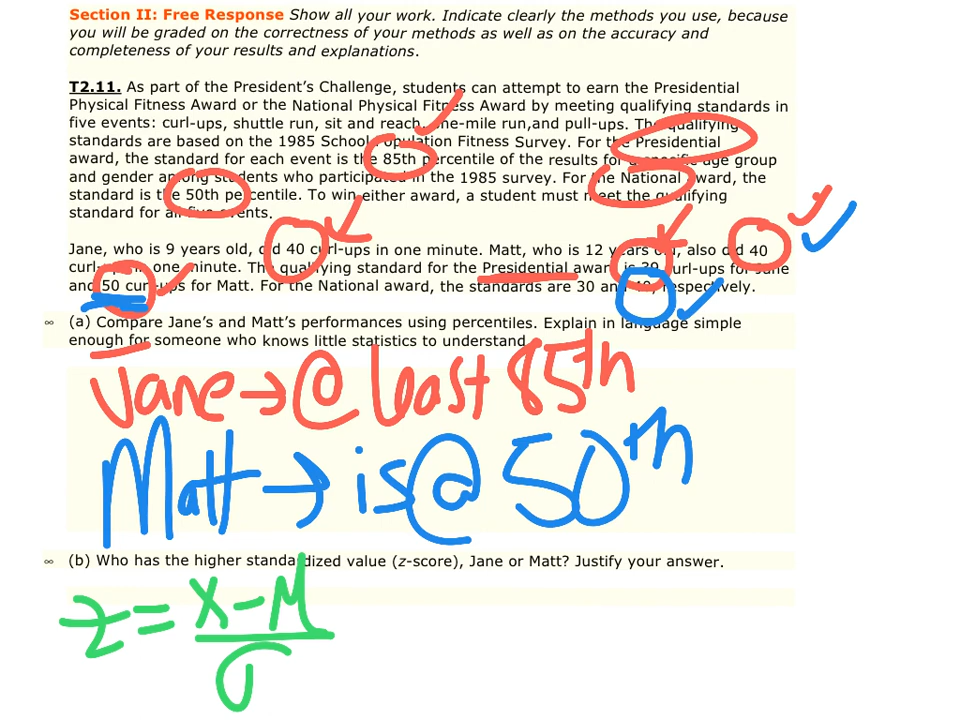 Section II: Free Response Show all your work. Indicate clearly the methods you use, because
you will be graded on the correctness of your methods as well as on the accuracy and
completeness of your results and explanations.
T2.11. As part of the President's Challenge, students can attempt to earn the Presidential
Physical Fitness Award or the National Physical Fitness Award by meeting qualifying standards in
five events: curl-ups, shuttle run, sit and reach, one-mile run,and pull-ups. The qualifying
standards are based on the 1985 School Population Fitness Survey. For the Presidential
award, the standard for each event is the 85th percentile of the results for a specific age group
and gender among students who participated in the 1985 survey. For the National award, the
standard is the 50th percentile. To win either award, a student must meet the qualifying
standard for all five events.
Jane, who is 9 years old, did 40 curl-ups in one minute. Matt, who is 12 years old, also did 40
curl-ups in one minute. The qualifying standard for the Presidential award is 39 curl-ups for Jane
and 50 curl-ups for Matt. For the National award, the standards are 30 and 40, respectively.
(a) Compare Jane's and Matt's performances using percentiles. Explain in language simple
enough for someone who knows little statistics to understand.
Jane → @ least 85th
Matt → is @ 50th
(b) Who has the higher standardized value (z-score), Jane or Matt? Justify your answer.
z = x - M
σ